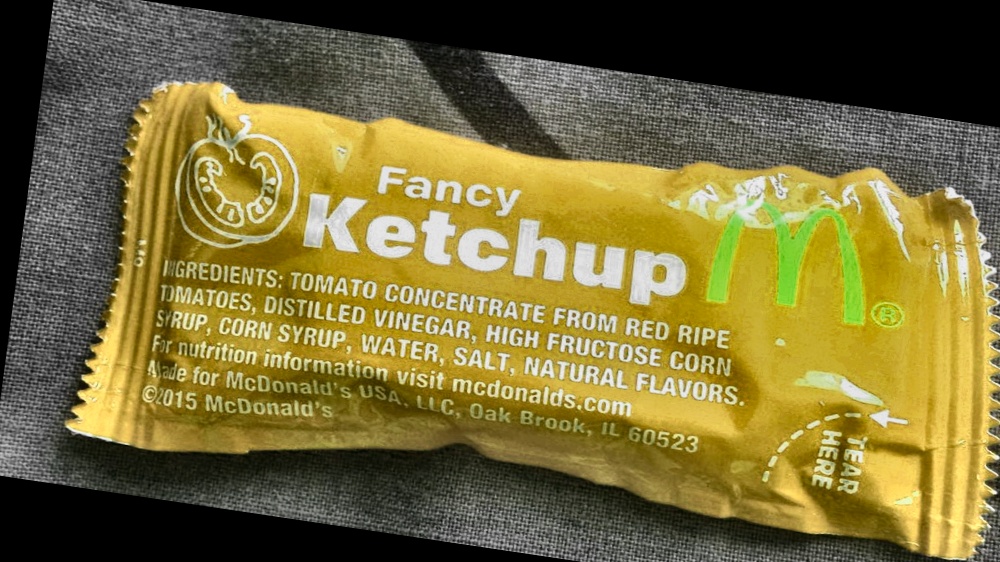 Fancy
Ketchup
INGREDIENTS: TOMATO CONCENTRATE FROM RED RIPE
TOMATOES, DISTILLED VINEGAR, HIGH FRUCTOSE CORN
SYRUP, CORN SYRUP, WATER, SALT, NATURAL FLAVORS.
For nutrition information visit mcdonalds.com
Made for McDonald's USA, LLC, Oak Brook, IL 60523
©2015 McDonald's
M®
TEAR
HERE